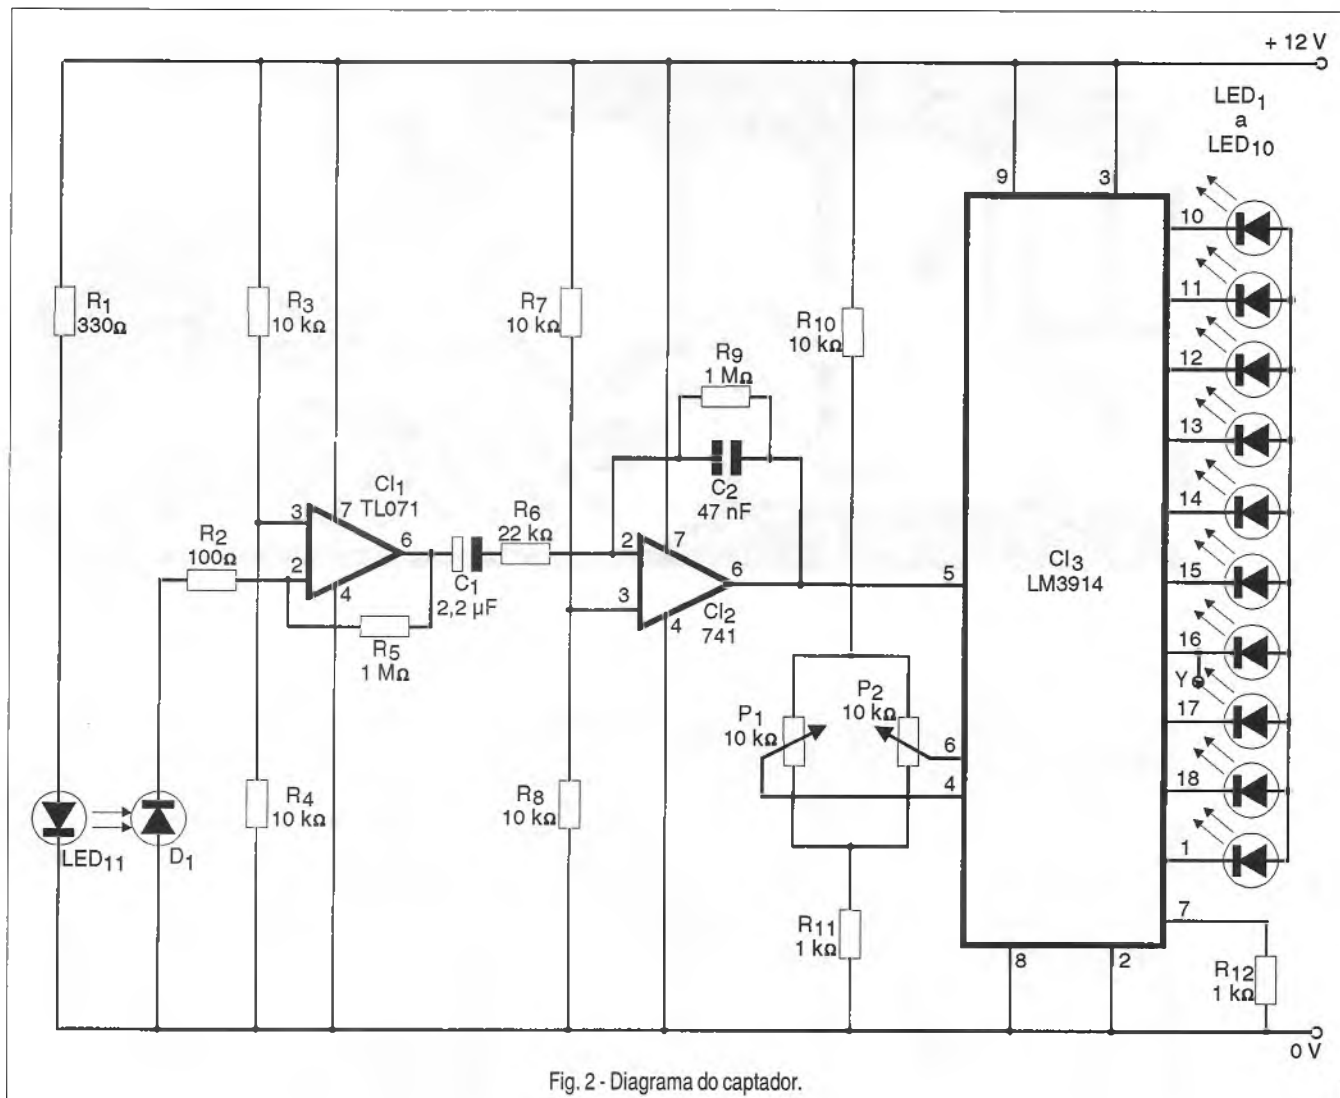 + 12 V
LED1
a
LED10
9
3
10
11
12
13
14
15
16
Y
17
18
1
7
R1
330Ω
R3
10 kΩ
R7
10 kΩ
R10
10 kΩ
R9
1 MΩ
C2
47 nF
CI1
TL071
3
7
6
2
4
R2
100Ω
R6
22 kΩ
C1
2,2 µF
R5
1 MΩ
2
7
6
3
4
CI2
741
5
CI3
LM3914
P1
10 kΩ
P2
10 kΩ
6
4
R4
10 kΩ
R8
10 kΩ
LED11
D1
R11
1 kΩ
8
2
R12
1 kΩ
0 V
Fig. 2 - Diagrama do captador.